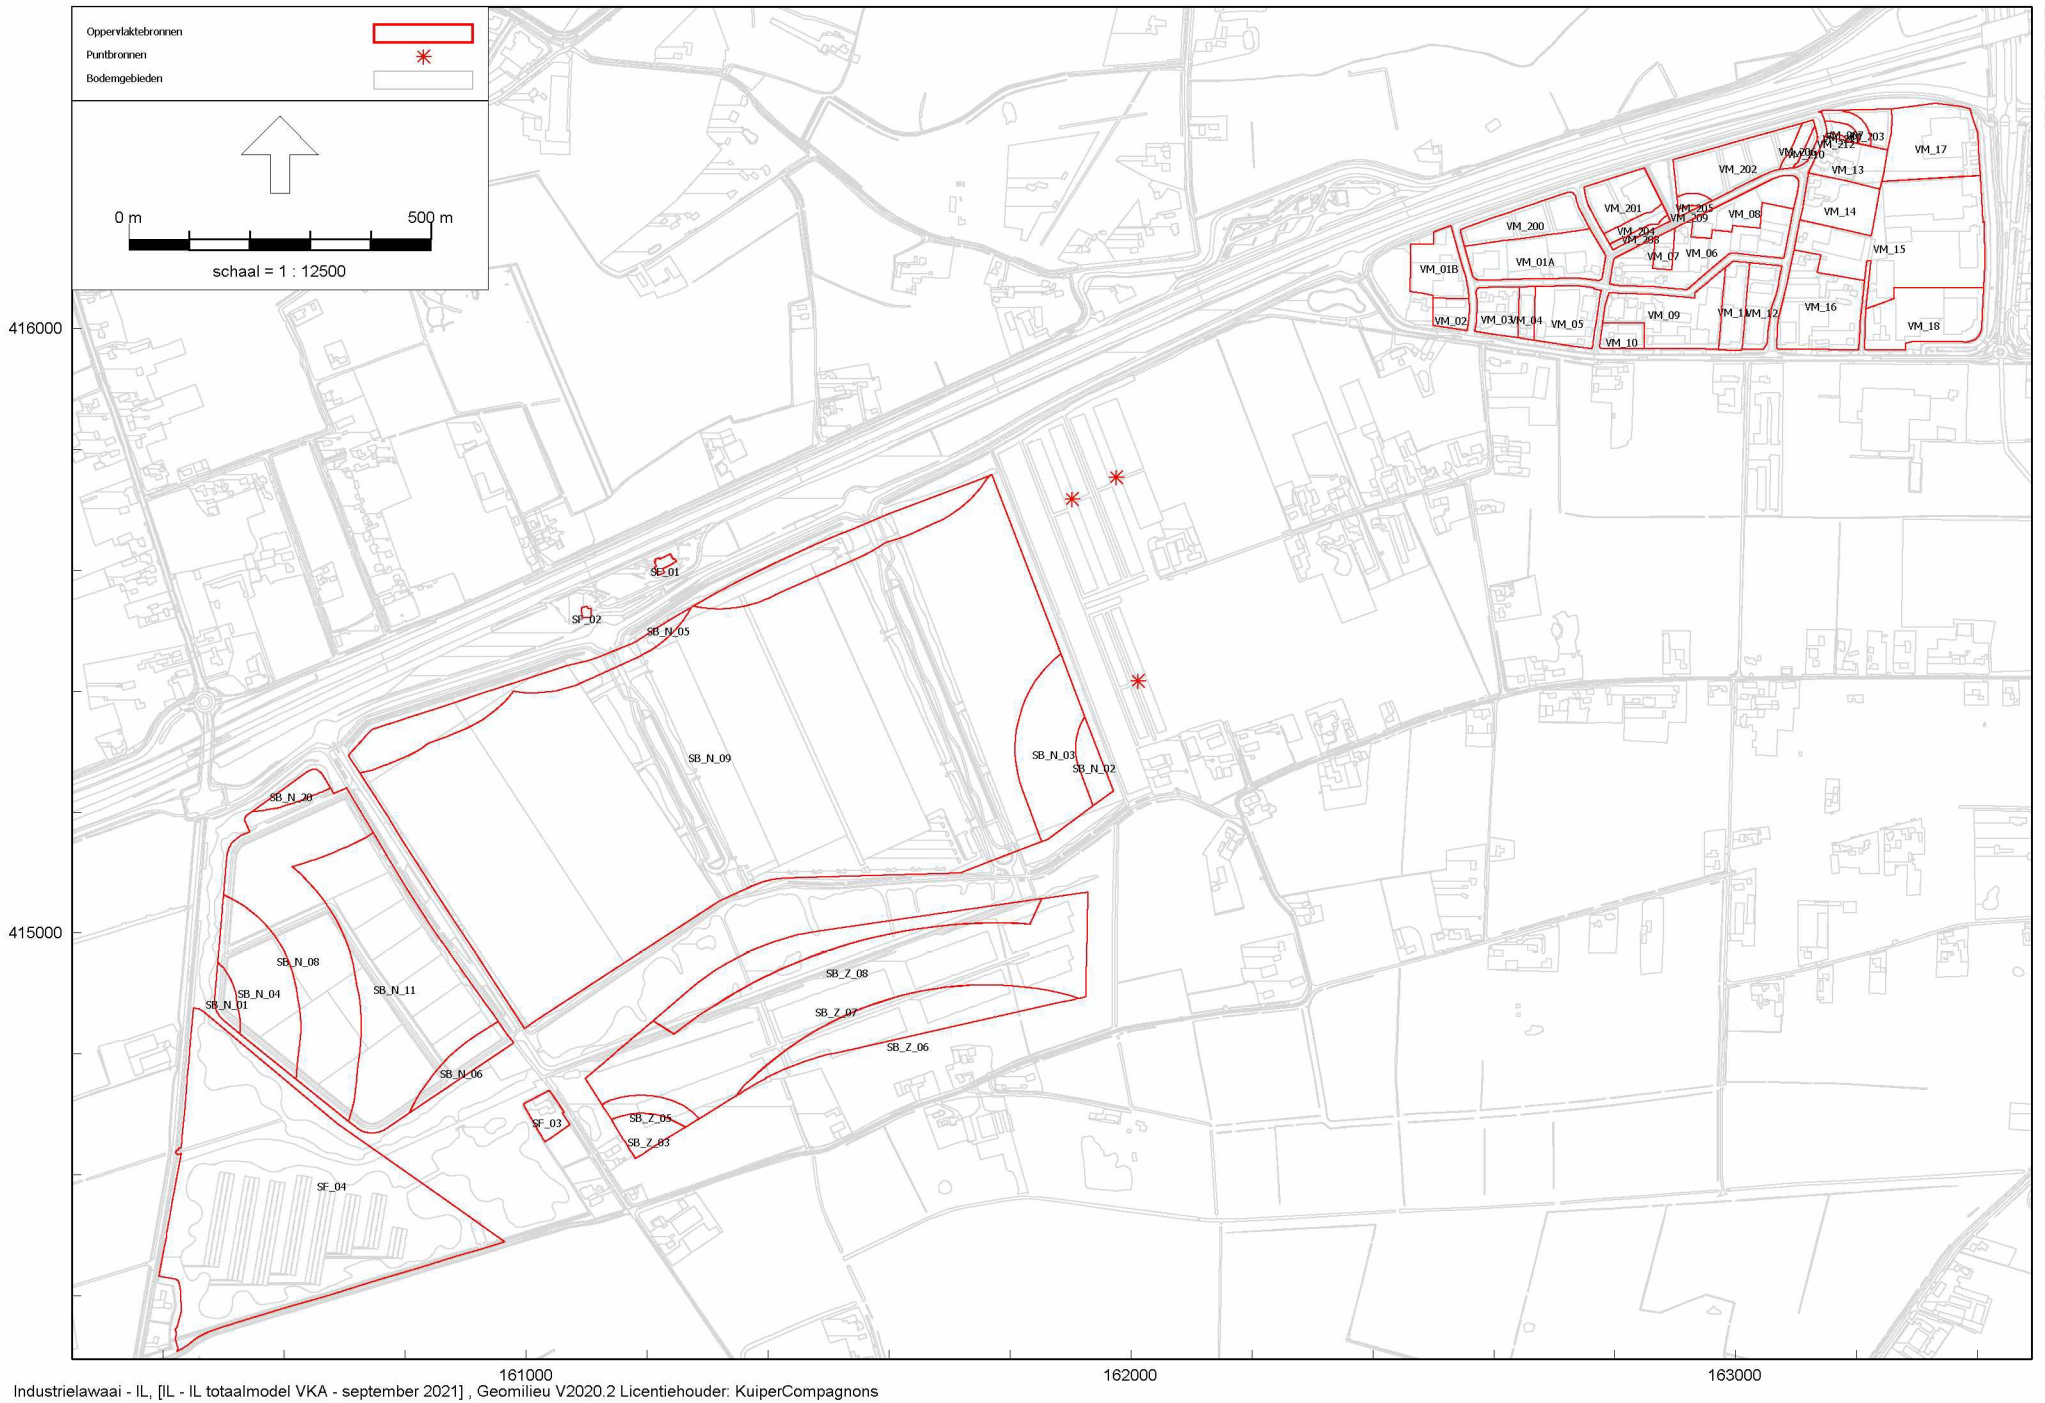 Oppervlaktebronnen
Puntbronnen
Bodemgebieden
0 m 500 m
schaal = 1 : 12500
VM_203
VM_212
VM_17
VM_202
VM_13
VM_201
VM_205
VM_209
VM_08
VM_14
VM_200
VM_204
VM_15
VM_07
VM_06
VM_01B
VM_01A
VM_16
VM_02
VM_03
VM_04
VM_05
VM_09
VM_11
VM_12
VM_18
VM_10
416000
SF_01
SF_02
SB_N_05
SB_N_09
SB_N_03
SB_N_02
SB_N_20
415000
SB_N_08
SB_N_04
SB_N_01
SB_N_11
SB_Z_08
SB_Z_07
SB_Z_06
SB_N_06
SF_03
SB_Z_05
SB_Z_03
SF_04
161000 162000 163000
Industrielawaai - IL, [IL - IL totaalmodel VKA - september 2021] , Geomilieu V2020.2 Licentiehouder: KuiperCompagnons